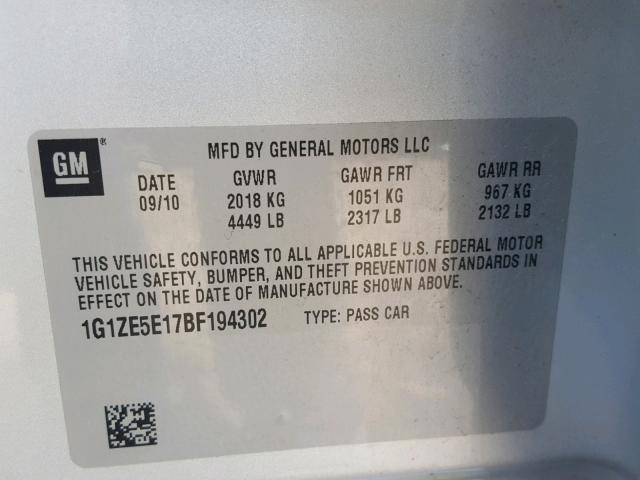 GM®
MFD BY GENERAL MOTORS LLC
DATE GVWR GAWR FRT GAWR RR
09/10 2018 KG 1051 KG 967 KG
4449 LB 2317 LB 2132 LB
THIS VEHICLE CONFORMS TO ALL APPLICABLE U.S. FEDERAL MOTOR
VEHICLE SAFETY, BUMPER, AND THEFT PREVENTION STANDARDS IN
EFFECT ON THE DATE OF MANUFACTURE SHOWN ABOVE.
1G1ZE5E17BF194302 TYPE: PASS CAR